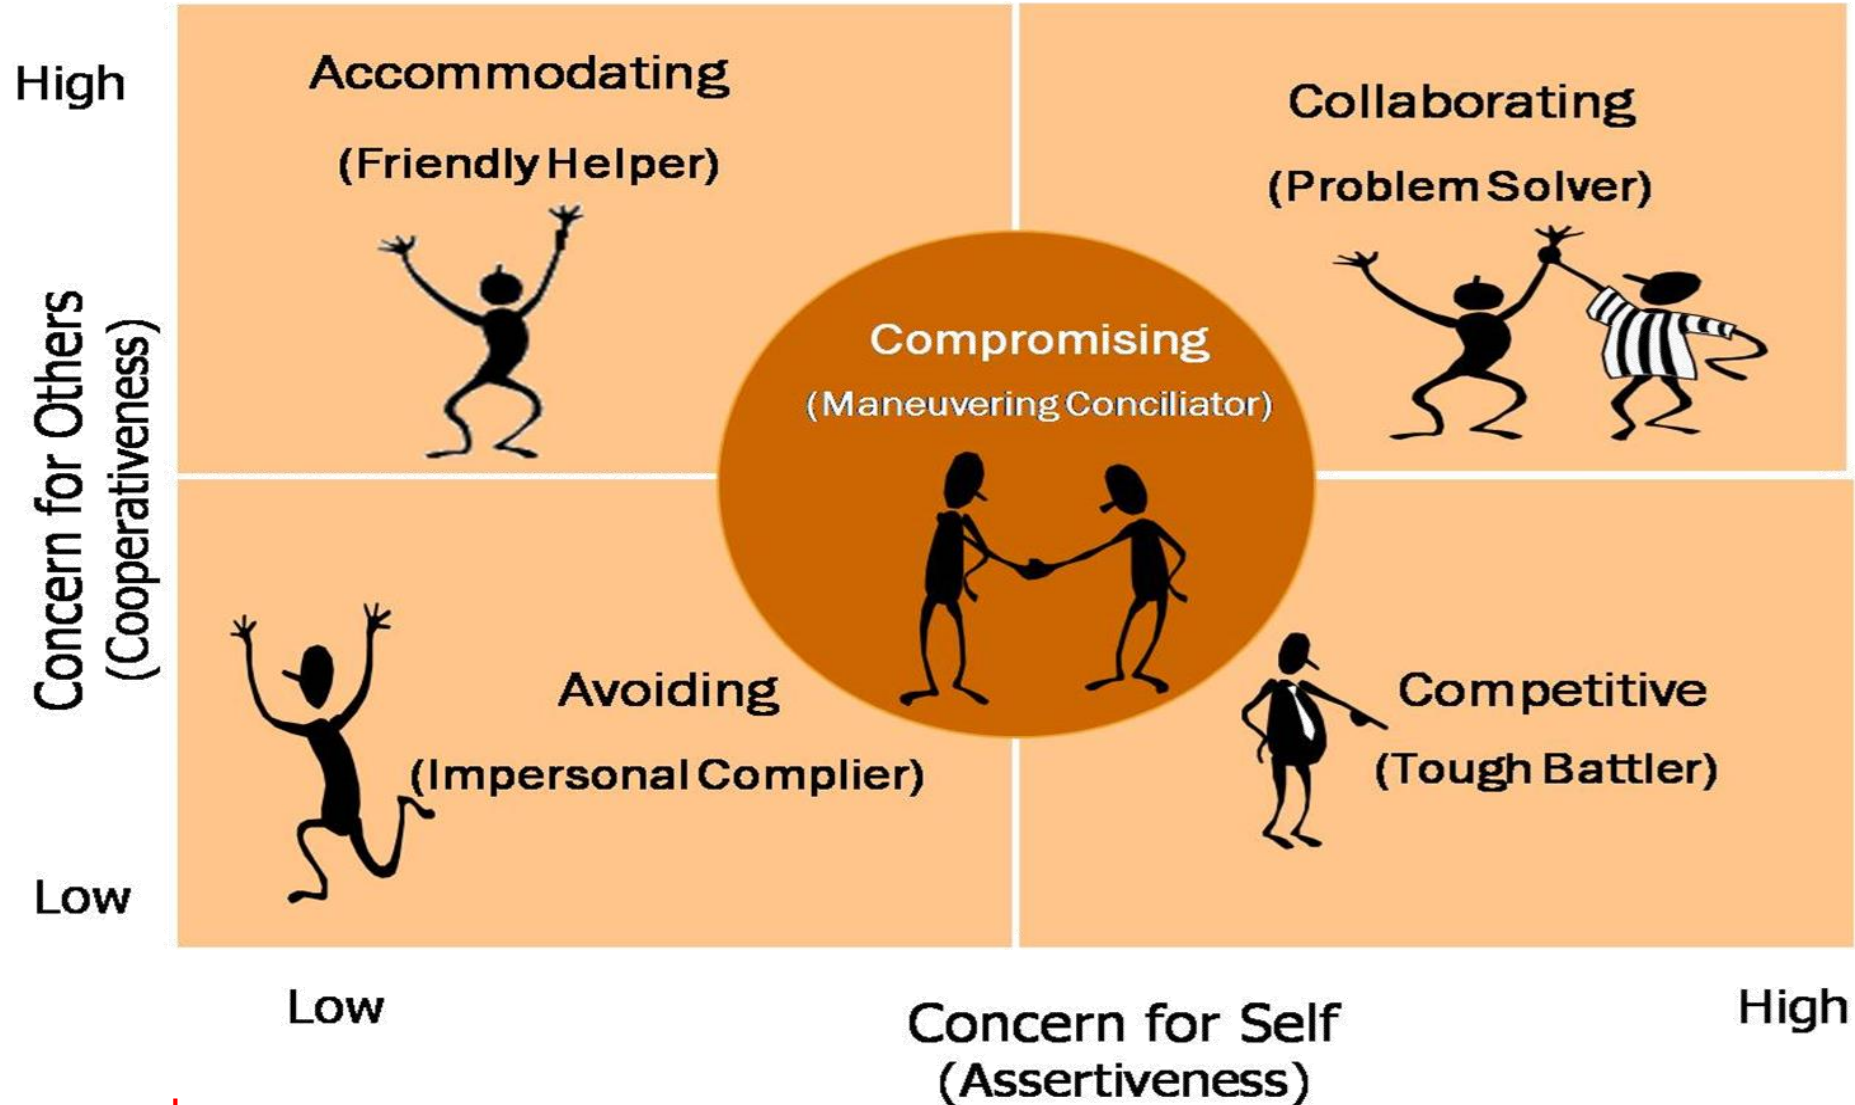 High
Accommodating
(Friendly Helper)
Collaborating
(Problem Solver)
Compromising
(Maneuvering Conciliator)
Concern for Others
(Cooperativeness)
Avoiding
(Impersonal Complier)
Competitive
(Tough Battler)
Low
Low
High
Concern for Self
(Assertiveness)